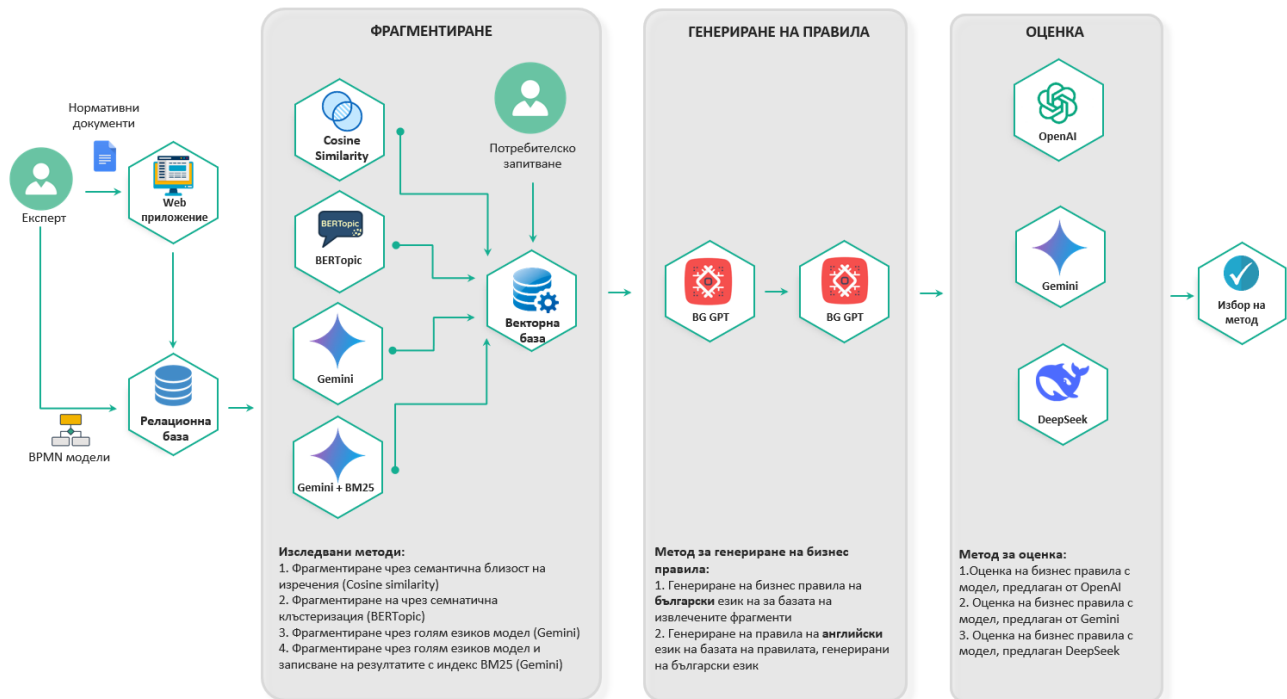 ФРАГМЕНТИРАНЕ
ГЕНЕРИРАНЕ НА ПРАВИЛА
ОЦЕНКА
Нормативни
документи
Експерт
Web
приложение
BPMN модели
Релационна
база
Cosine
Similarity
BERTopic
BERTopic
Gemini
Gemini + BM25
Потребителско
запитване
Векторна
база
BG GPT
BG GPT
OpenAI
Gemini
DeepSeek
Избор на
метод
Изследвани методи:
1. Фрагментиране чрез семантична близост на
изречения (Cosine similarity)
2. Фрагментиране на чрез семнатична
клъстеризация (BERTopic)
3. Фрагментиране чрез голям езиков модел (Gemini)
4. Фрагментиране чрез голям езиков модел и
записване на резултатите с индекс BM25 (Gemini)
Метод за генериране на бизнес
правила:
1. Генериране на бизнес правила на
български език на за базата на
извлечените фрагменти
2. Генериране на правила на английски
език на базата на правилата, генерирани
на български език
Метод за оценка:
1.Оценка на бизнес правила с
модел, предлаган от OpenAI
2. Оценка на бизнес правила с
модел, предлаган от Gemini
3. Оценка на бизнес правила с
модел, предлаган DeepSeek